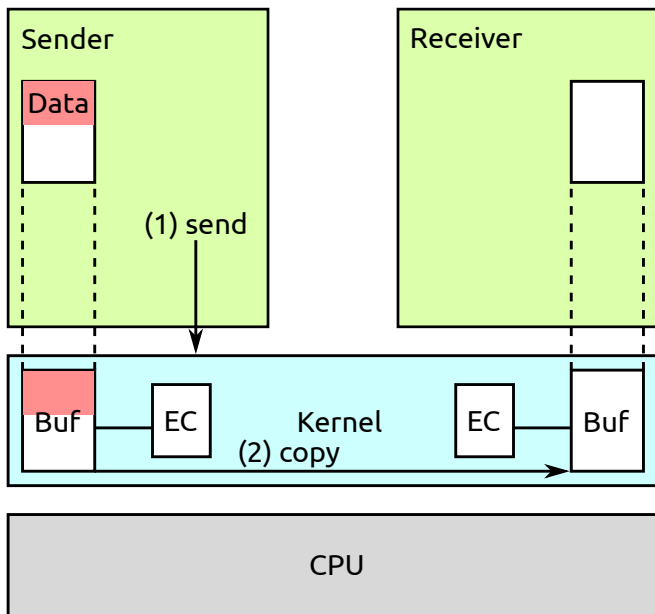 Sender
Receiver
Data
(1) send
Buf
EC
Kernel
EC
Buf
(2) copy
CPU